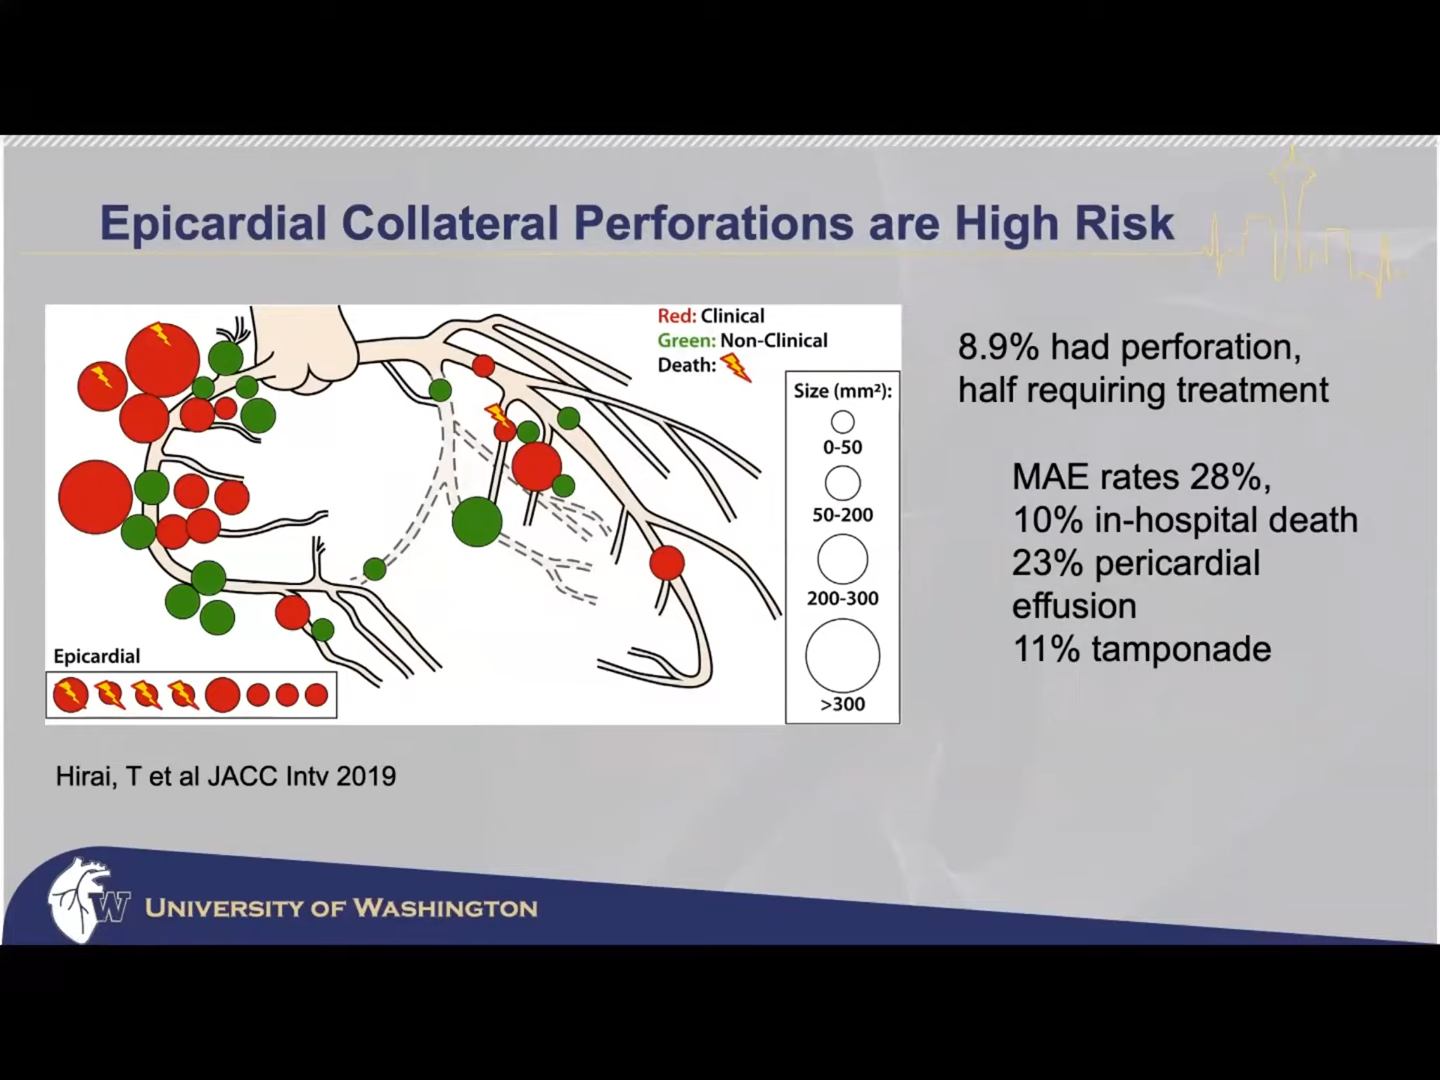 Epicardial Collateral Perforations are High Risk
Red: Clinical
Green: Non-Clinical
Death:
Size (mm²):
0-50
50-200
200-300
>300
Epicardial
8.9% had perforation,
half requiring treatment
MAE rates 28%,
10% in-hospital death
23% pericardial
effusion
11% tamponade
Hirai, T et al JACC Intv 2019
W UNIVERSITY OF WASHINGTON